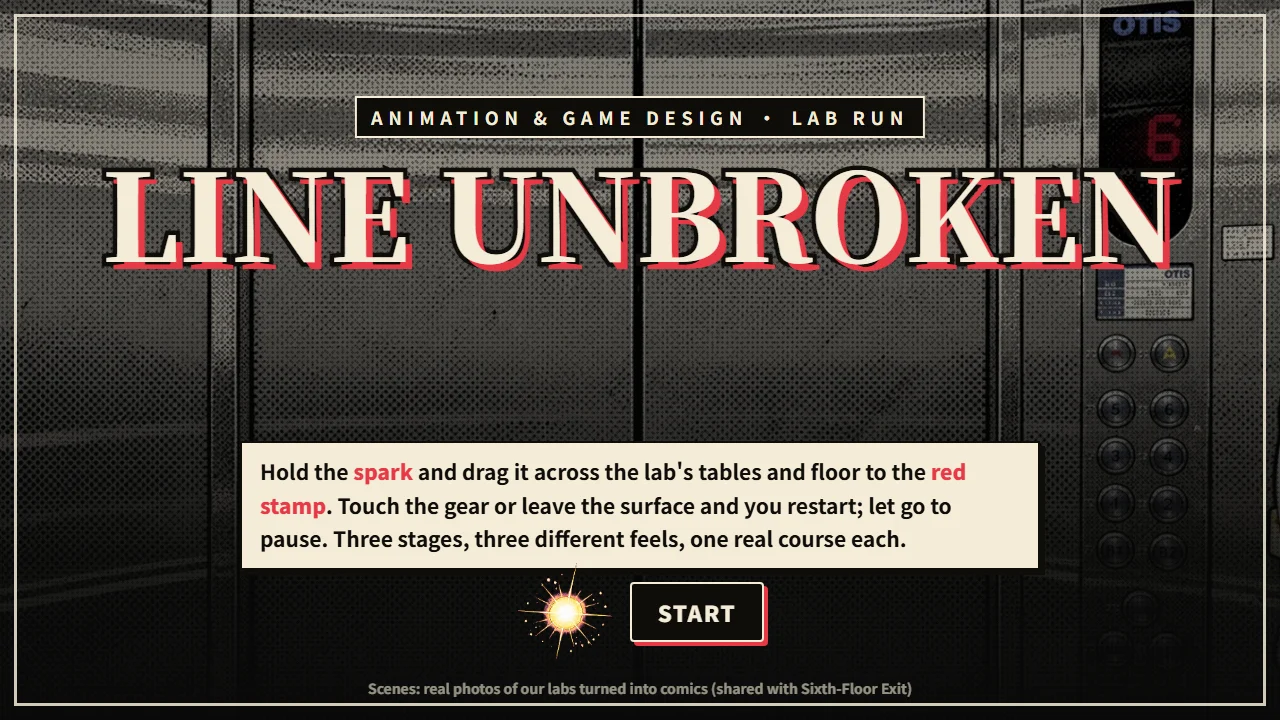 OTIS
6
ANIMATION & GAME DESIGN • LAB RUN
LINE UNBROKEN
OTIS
Hold the spark and drag it across the lab's tables and floor to the red
stamp. Touch the gear or leave the surface and you restart; let go to
pause. Three stages, three different feels, one real course each.
START
Scenes: real photos of our labs turned into comics (shared with Sixth-Floor Exit)